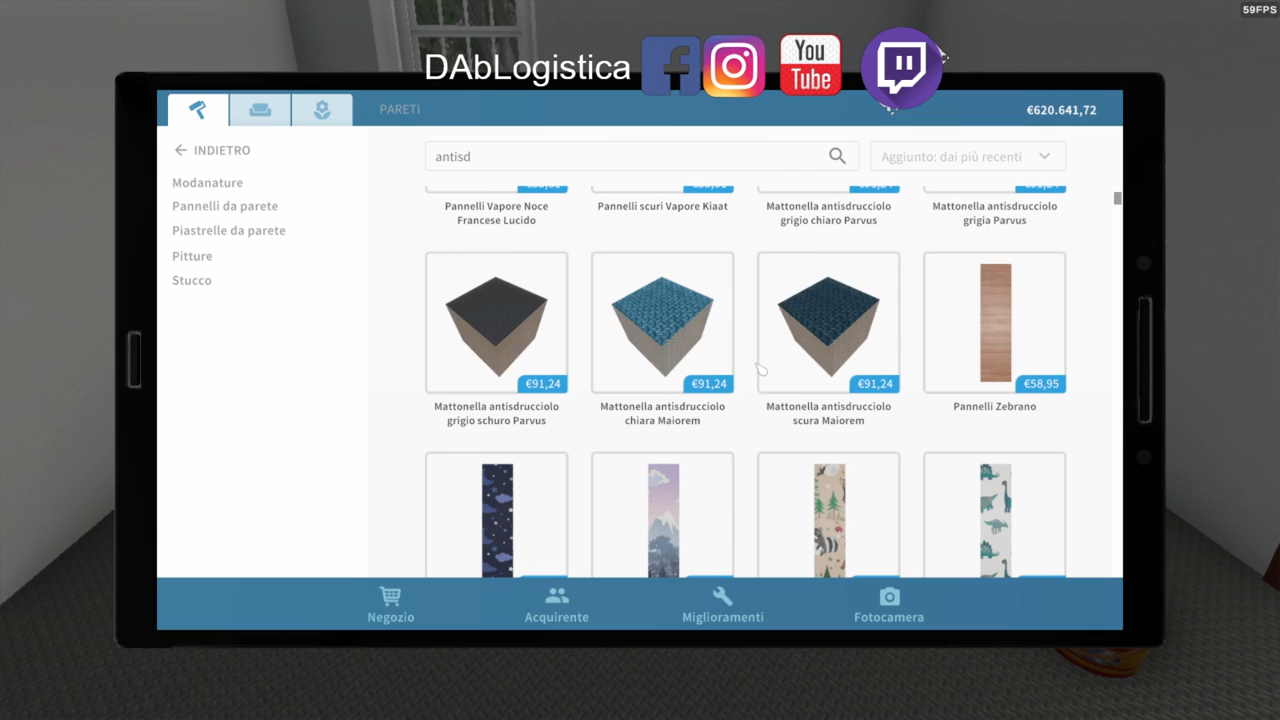 59FPS
DAbLogistica
You
Tube
PARETI
€620.641,72
INDIETRO
antisd
Aggiunto: dai più recenti
Modanature
Pannelli da parete
Piastrelle da parete
Pitture
Stucco
Pannelli Vapore Noce
Francese Lucido
Pannelli scuri Vapore Kiaat
Mattonella antisdrucciolo
grigio chiaro Parvus
Mattonella antisdrucciolo
grigia Parvus
€91,24
€91,24
€91,24
€58,95
Mattonella antisdrucciolo
grigio schuro Parvus
Mattonella antisdrucciolo
chiara Maiorem
Mattonella antisdrucciolo
scura Maiorem
Pannelli Zebrano
Negozio
Acquirente
Miglioramenti
Fotocamera